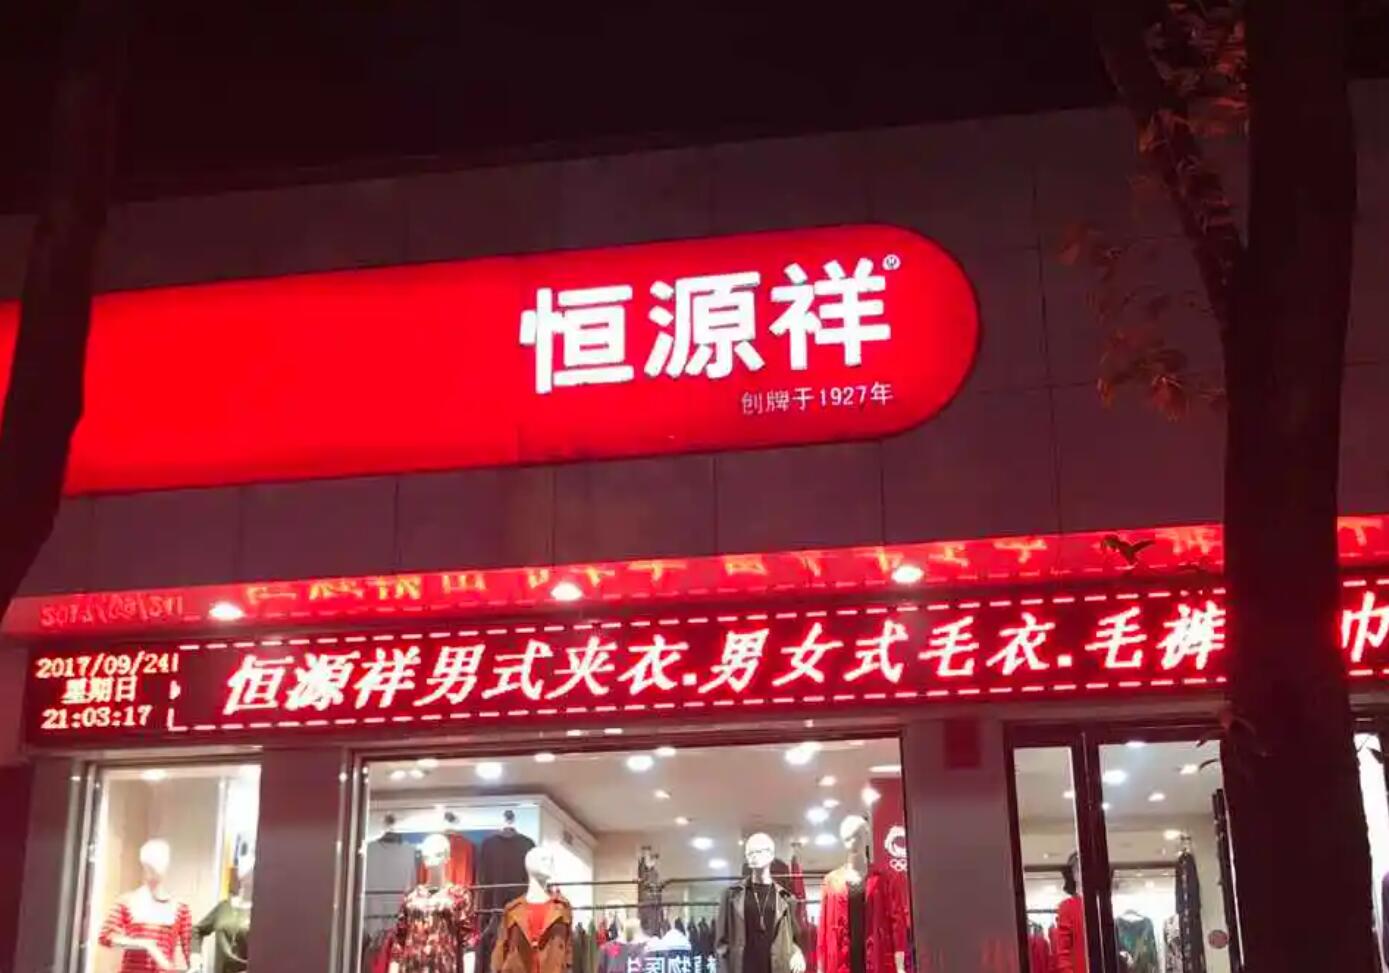 恒源祥®
创牌于1927年
2017/09/24
星期日
21:03:17
恒源祥男式夹衣.男女式毛衣.毛裤
巾